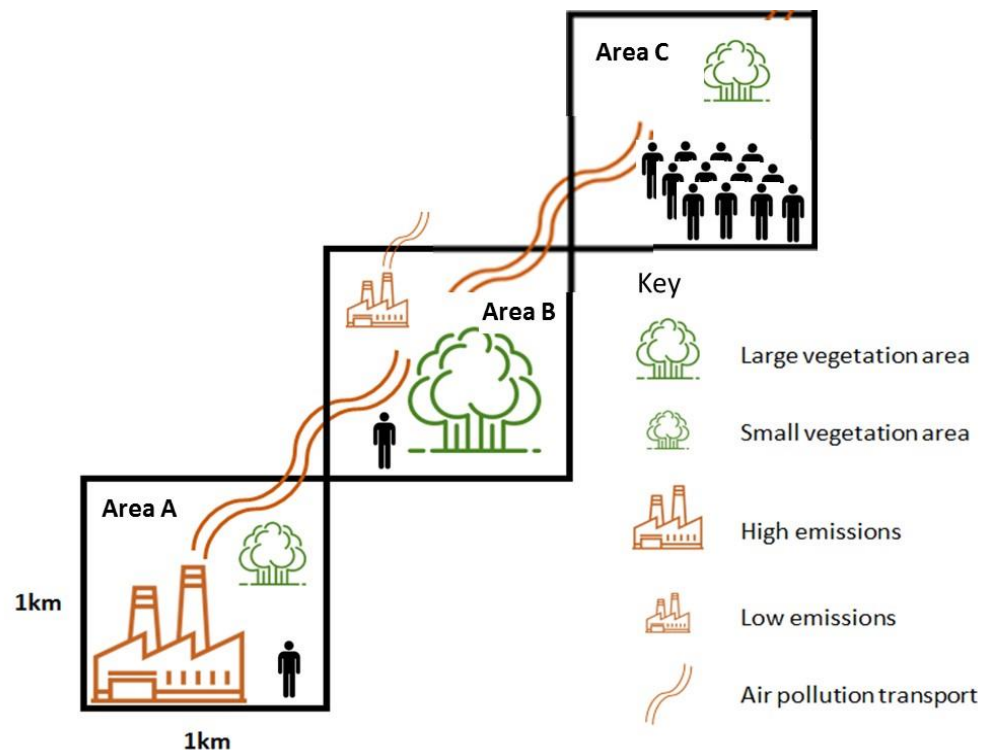 Area C
Area B
Key
Large vegetation area
Small vegetation area
Area A
High emissions
1km
Low emissions
Air pollution transport
1km